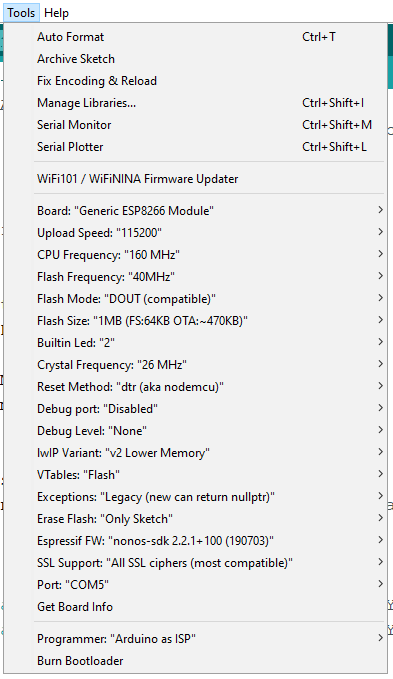 Tools Help
Auto Format Ctrl+T
Archive Sketch
Fix Encoding & Reload
Manage Libraries... Ctrl+Shift+I
Serial Monitor Ctrl+Shift+M
Serial Plotter Ctrl+Shift+L
WiFi101 / WiFiNINA Firmware Updater
Board: "Generic ESP8266 Module"
Upload Speed: "115200"
CPU Frequency: "160 MHz"
Flash Frequency: "40MHz"
Flash Mode: "DOUT (compatible)"
Flash Size: "1MB (FS:64KB OTA:~470KB)"
Builtin Led: "2"
Crystal Frequency: "26 MHz"
Reset Method: "dtr (aka nodemcu)"
Debug port: "Disabled"
Debug Level: "None"
lwIP Variant: "v2 Lower Memory"
VTables: "Flash"
Exceptions: "Legacy (new can return nullptr)"
Erase Flash: "Only Sketch"
Espressif FW: "nonos-sdk 2.2.1+100 (190703)"
SSL Support: "All SSL ciphers (most compatible)"
Port: "COM5"
Get Board Info
Programmer: "Arduino as ISP"
Burn Bootloader